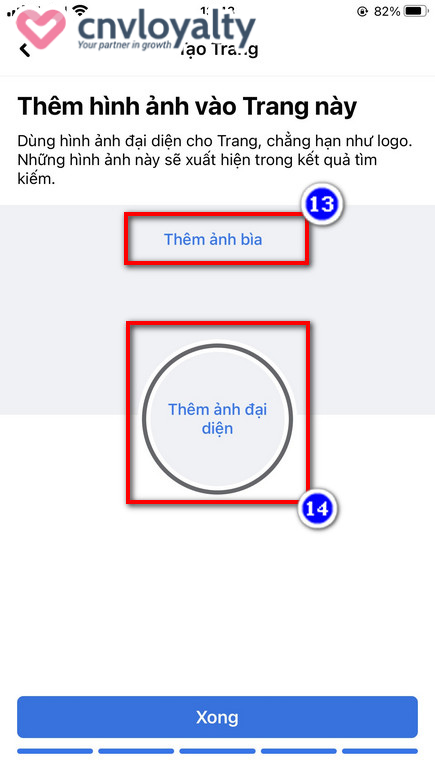 cnvloyalty
Your partner in growth
82%
Tạo Trang
Thêm hình ảnh vào Trang này
Dùng hình ảnh đại diện cho Trang, chẳng hạn như logo.
Những hình ảnh này sẽ xuất hiện trong kết quả tìm
kiếm.
13
Thêm ảnh bìa
Thêm ảnh đại
diện
14
Xong